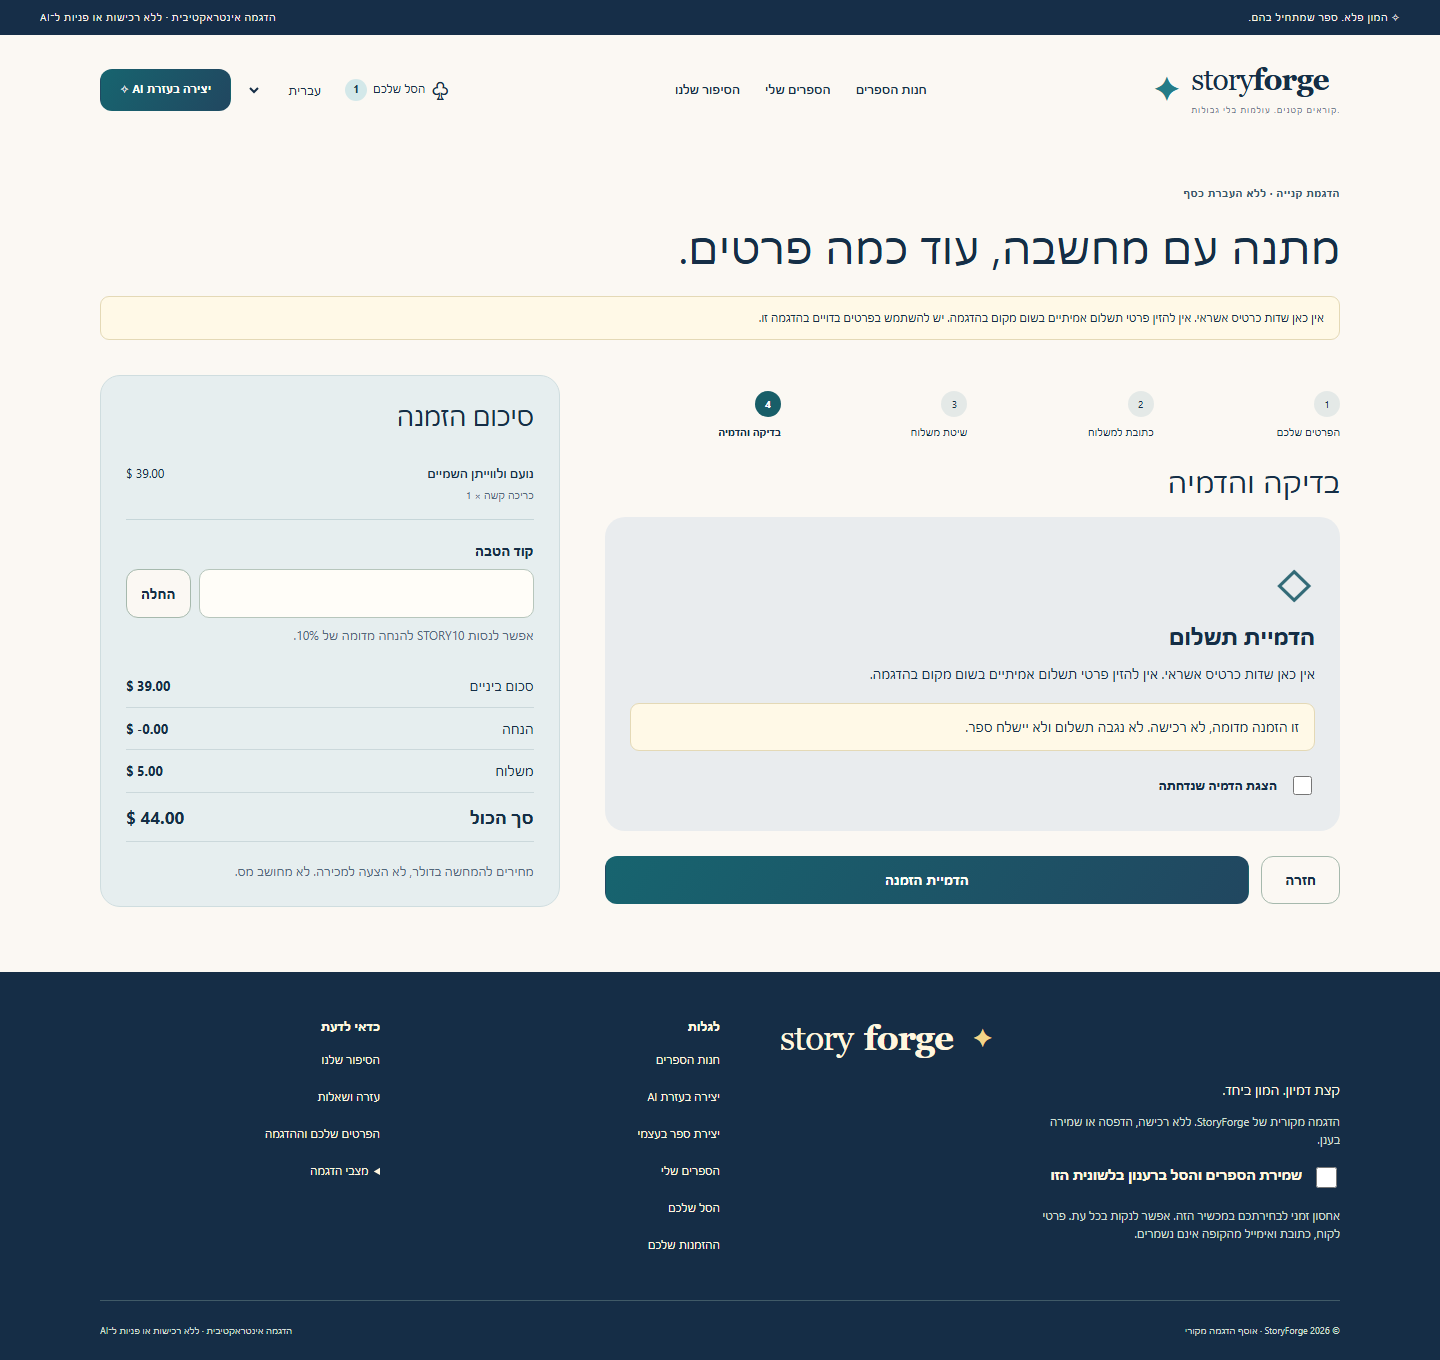 ✧ המון פלא. ספר שמתחיל בהם.
הדגמה אינטראקטיבית · ללא רכישות או פניות ל־AI
storyforge
קוראים קטנים. עולמות בלי גבולות.
חנות הספרים
הספרים שלי
הסיפור שלנו
הסל שלכם 1
עברית
יצירה בעזרת AI ✧
הדגמת קנייה · ללא העברת כסף
מתנה עם מחשבה, עוד כמה פרטים.
אין כאן שדות כרטיס אשראי. אין להזין פרטי תשלום אמיתיים בשום מקום בהדגמה. יש להשתמש בפרטים בדויים בהדגמה זו.
1
הפרטים שלכם
2
כתובת למשלוח
3
שיטת משלוח
4
בדיקה והדמיה
בדיקה והדמיה
הדמיית תשלום
אין כאן שדות כרטיס אשראי. אין להזין פרטי תשלום אמיתיים בשום מקום בהדגמה.
זו הזמנה מדומה, לא רכישה. לא נגבה תשלום ולא יישלח ספר.
הצגת הדמיה שנדחתה
חזרה
הדמיית הזמנה
סיכום הזמנה
נועם ולווייתן השמיים
39.00 $
כריכה קשה × 1
קוד הטבה
החלה
אפשר לנסות STORY10 להנחה מדומה של 10%.
סכום ביניים
39.00 $
הנחה
-0.00 $
משלוח
5.00 $
סך הכול
44.00 $
מחירים להמחשה בדולר, לא הצעה למכירה. לא מחושב מס.
story forge
קצת דמיון. המון ביחד.
הדגמה מקורית של StoryForge. ללא רכישה, הדפסה או שמירה
בענן.
שמירת הספרים והסל ברענון בלשונית הזו
אחסון זמני לבחירתכם במכשיר הזה. אפשר לנקות בכל עת. פרטי
לקוח, כתובת ואימייל מהקופה אינם נשמרים.
לגלות
חנות הספרים
יצירה בעזרת AI
יצירת ספר בעצמי
הספרים שלי
הסל שלכם
ההזמנות שלכם
כדאי לדעת
הסיפור שלנו
עזרה ושאלות
הפרטים שלכם וההדגמה
מצבי הדגמה
© 2026 StoryForge · אוסף הדגמה מקורי
הדגמה אינטראקטיבית · ללא רכישות או פניות ל־AI